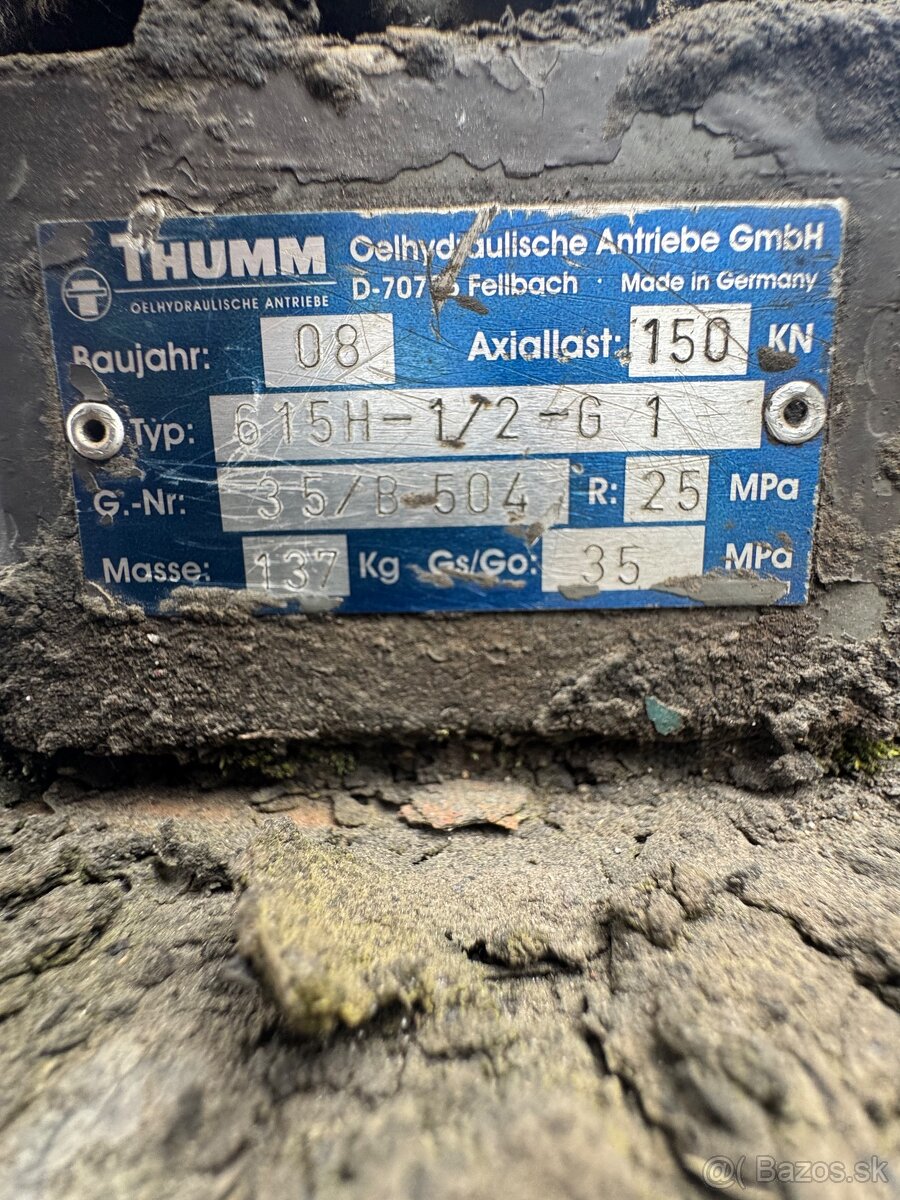 THUMM
OELHYDRAULISCHE ANTRIEBE
Oelhydraulische Antriebe GmbH
Fellbach · Made in Germany
Baujahr: 08 Axiallast: 150 KN
Typ: 615H-1/2-G 1
G.-Nr: 35/B-504 R: 25 MPa
Masse: 137 Kg Gs/Go: 35 MPa
@( Bazos.sk